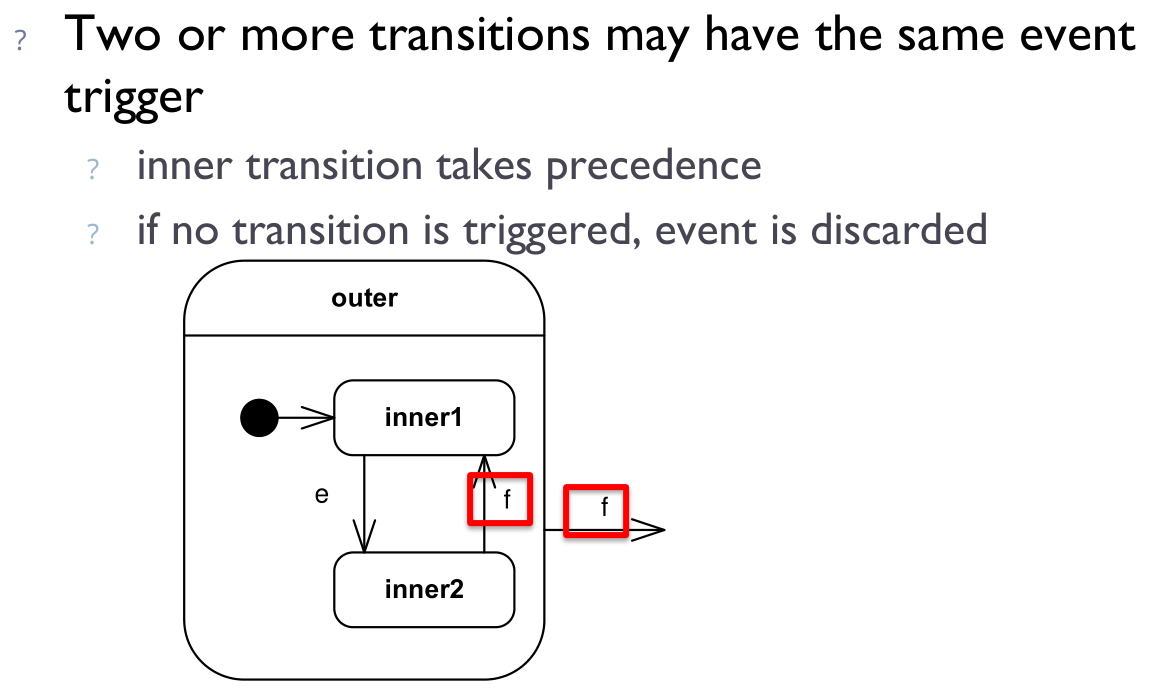 ? Two or more transitions may have the same event
trigger
? inner transition takes precedence
? if no transition is triggered, event is discarded
outer
inner1
e
f
f
inner2